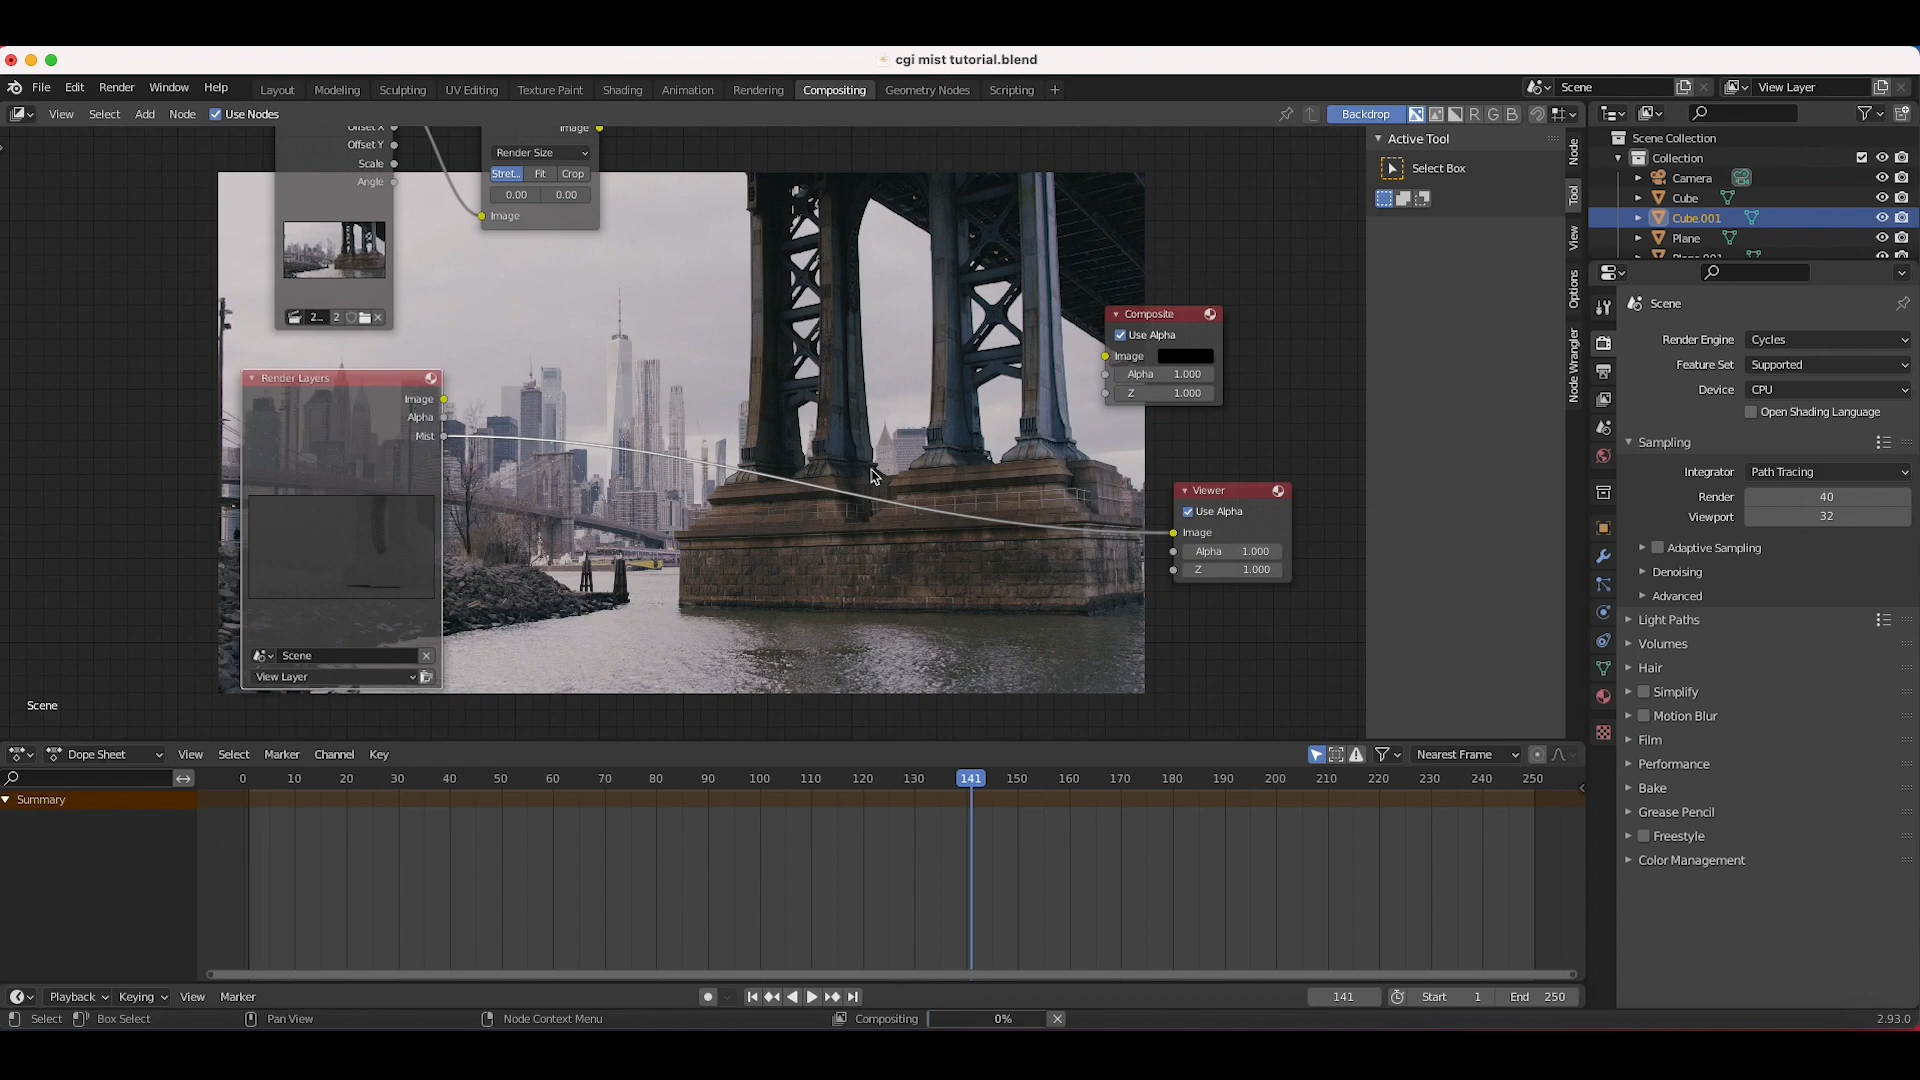 cgi mist tutorial.blend
File Edit Render Window Help Layout Modeling Sculpting UV Editing Texture Paint Shading Animation Rendering Compositing Geometry Nodes Scripting + Scene View Layer
View Select Add Node Use Nodes Backdrop R G B
Offset X
Offset Y
Scale
Angle
2... 2
Image
Render Size
Stret... Fit Crop
0.00 0.00
Image
Render Layers
Image
Alpha
Mist
Scene
View Layer
Composite
Use Alpha
Image
Alpha 1.000
Z 1.000
Viewer
Use Alpha
Image
Alpha 1.000
Z 1.000
Scene
Active Tool
Select Box
Node
Tool
View
Options
Node Wrangler
Scene Collection
Collection
Camera
Cube
Cube.001
Plane
Plane.001
Scene
Render Engine Cycles
Feature Set Supported
Device CPU
Open Shading Language
Sampling
Integrator Path Tracing
Render 40
Viewport 32
Adaptive Sampling
Denoising
Advanced
Light Paths
Volumes
Hair
Simplify
Motion Blur
Film
Performance
Bake
Grease Pencil
Freestyle
Color Management
Dope Sheet View Select Marker Channel Key Nearest Frame
0 10 20 30 40 50 60 70 80 90 100 110 120 130 141 150 160 170 180 190 200 210 220 230 240 250
Summary
Playback Keying View Marker 141 Start 1 End 250
Select Box Select Pan View Node Context Menu Compositing 0% 2.93.0